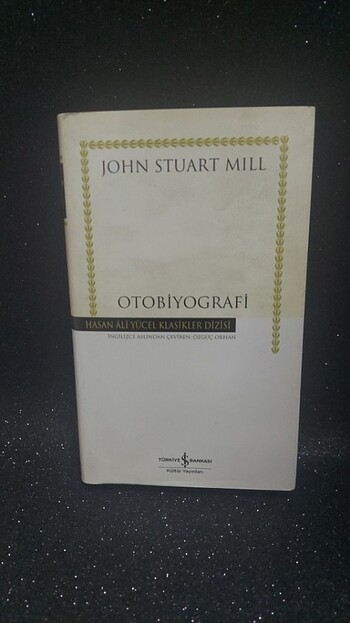 JOHN STUART MILL
OTOBİYOGRAFİ
HASAN ÂLİ YÜCEL KLASİKLER DİZİSİ
İNGİLİZCE ASLINDAN ÇEVİREN: ÖZGÜÇ ORHAN
TÜRKİYE İŞ BANKASI
Kültür Yayınları